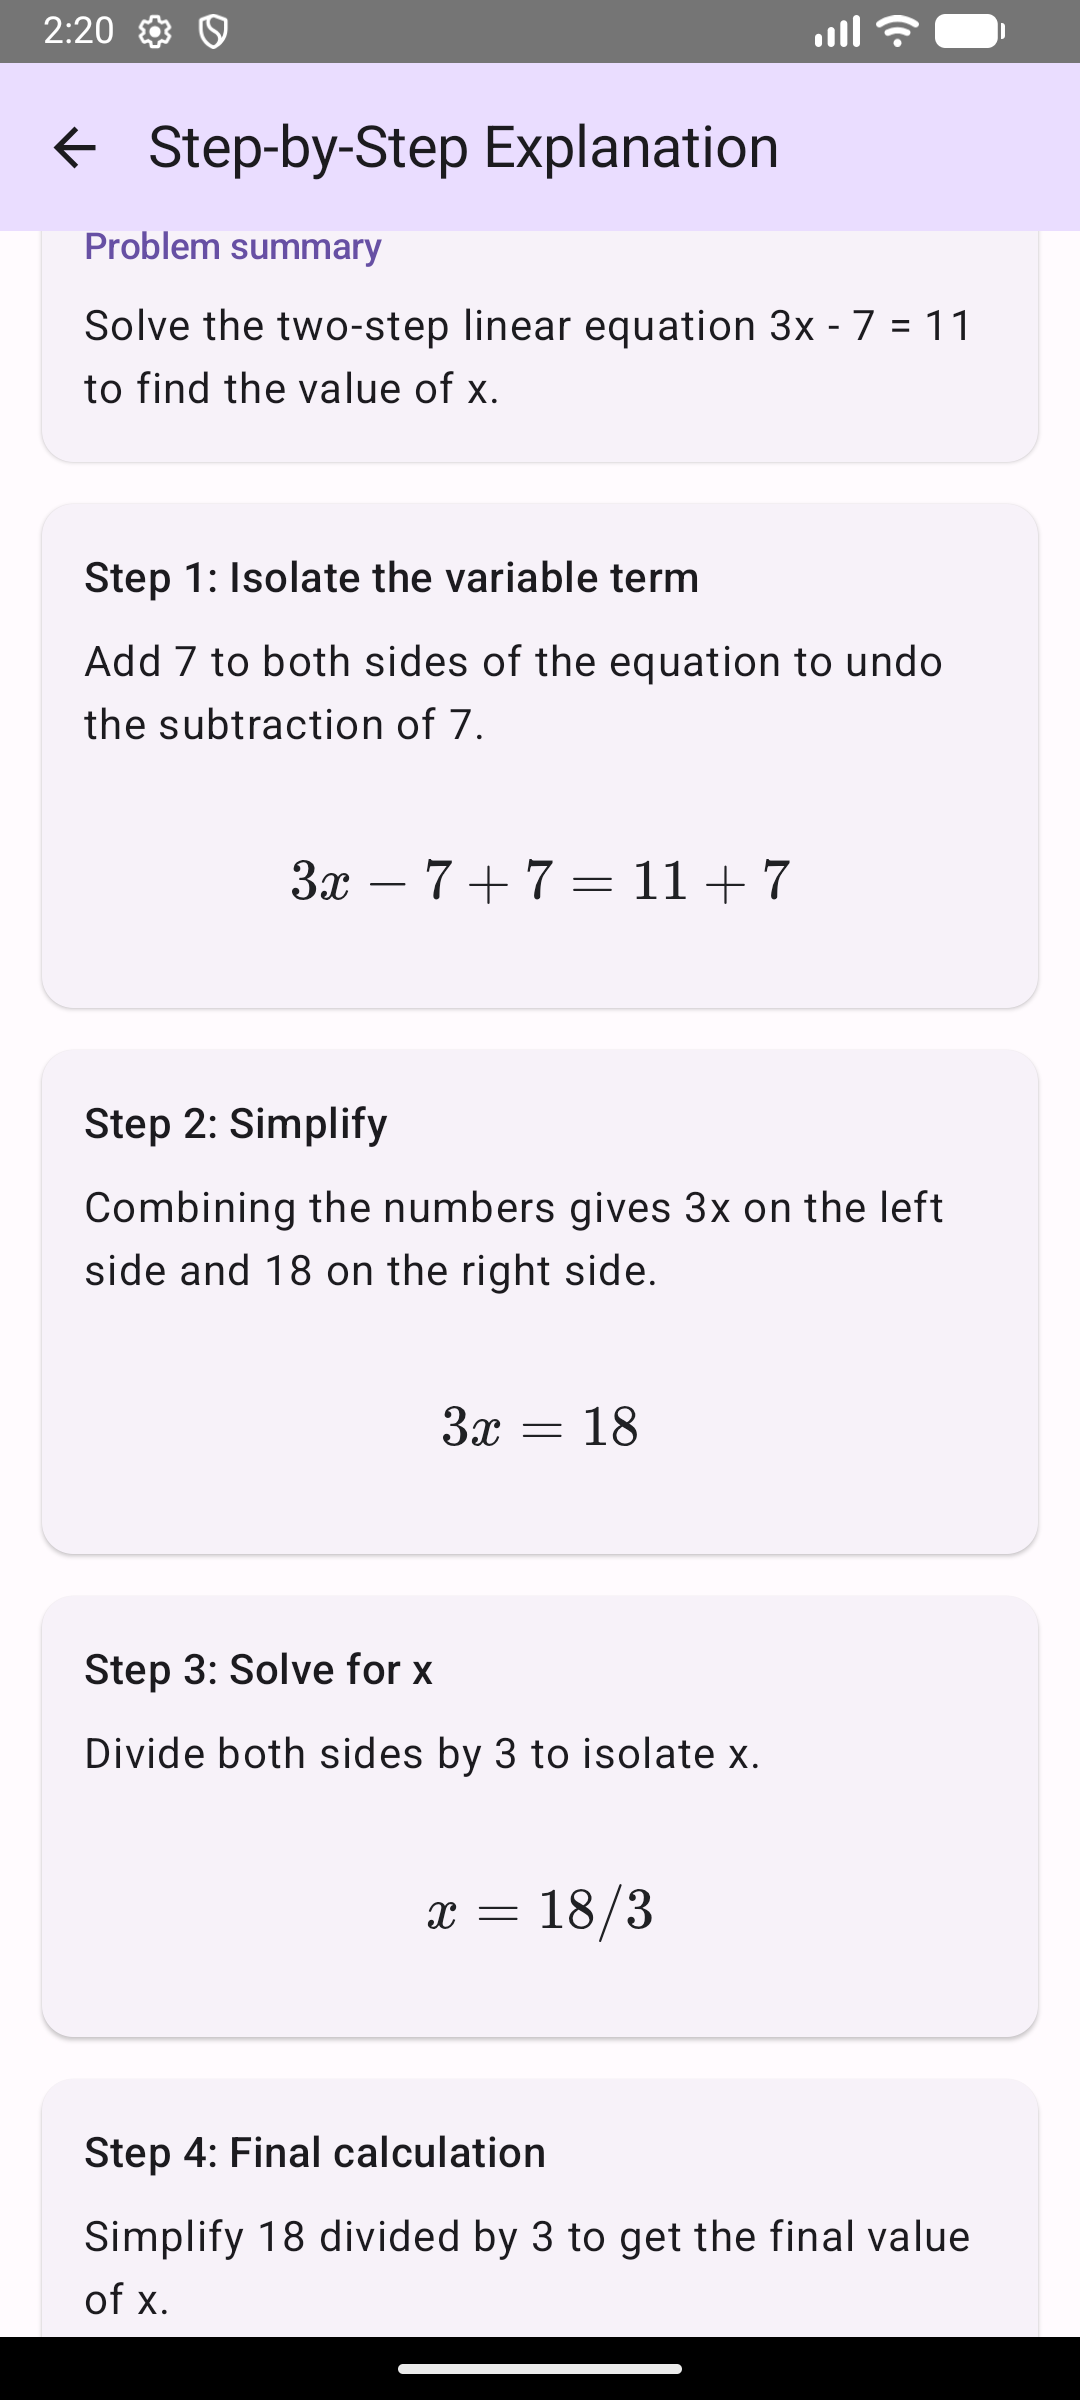 2:20
Step-by-Step Explanation
Problem summary
Solve the two-step linear equation 3x - 7 = 11
to find the value of x.
Step 1: Isolate the variable term
Add 7 to both sides of the equation to undo
the subtraction of 7.
3x − 7 + 7 = 11 + 7
Step 2: Simplify
Combining the numbers gives 3x on the left
side and 18 on the right side.
3x = 18
Step 3: Solve for x
Divide both sides by 3 to isolate x.
x = 18/3
Step 4: Final calculation
Simplify 18 divided by 3 to get the final value
of x.